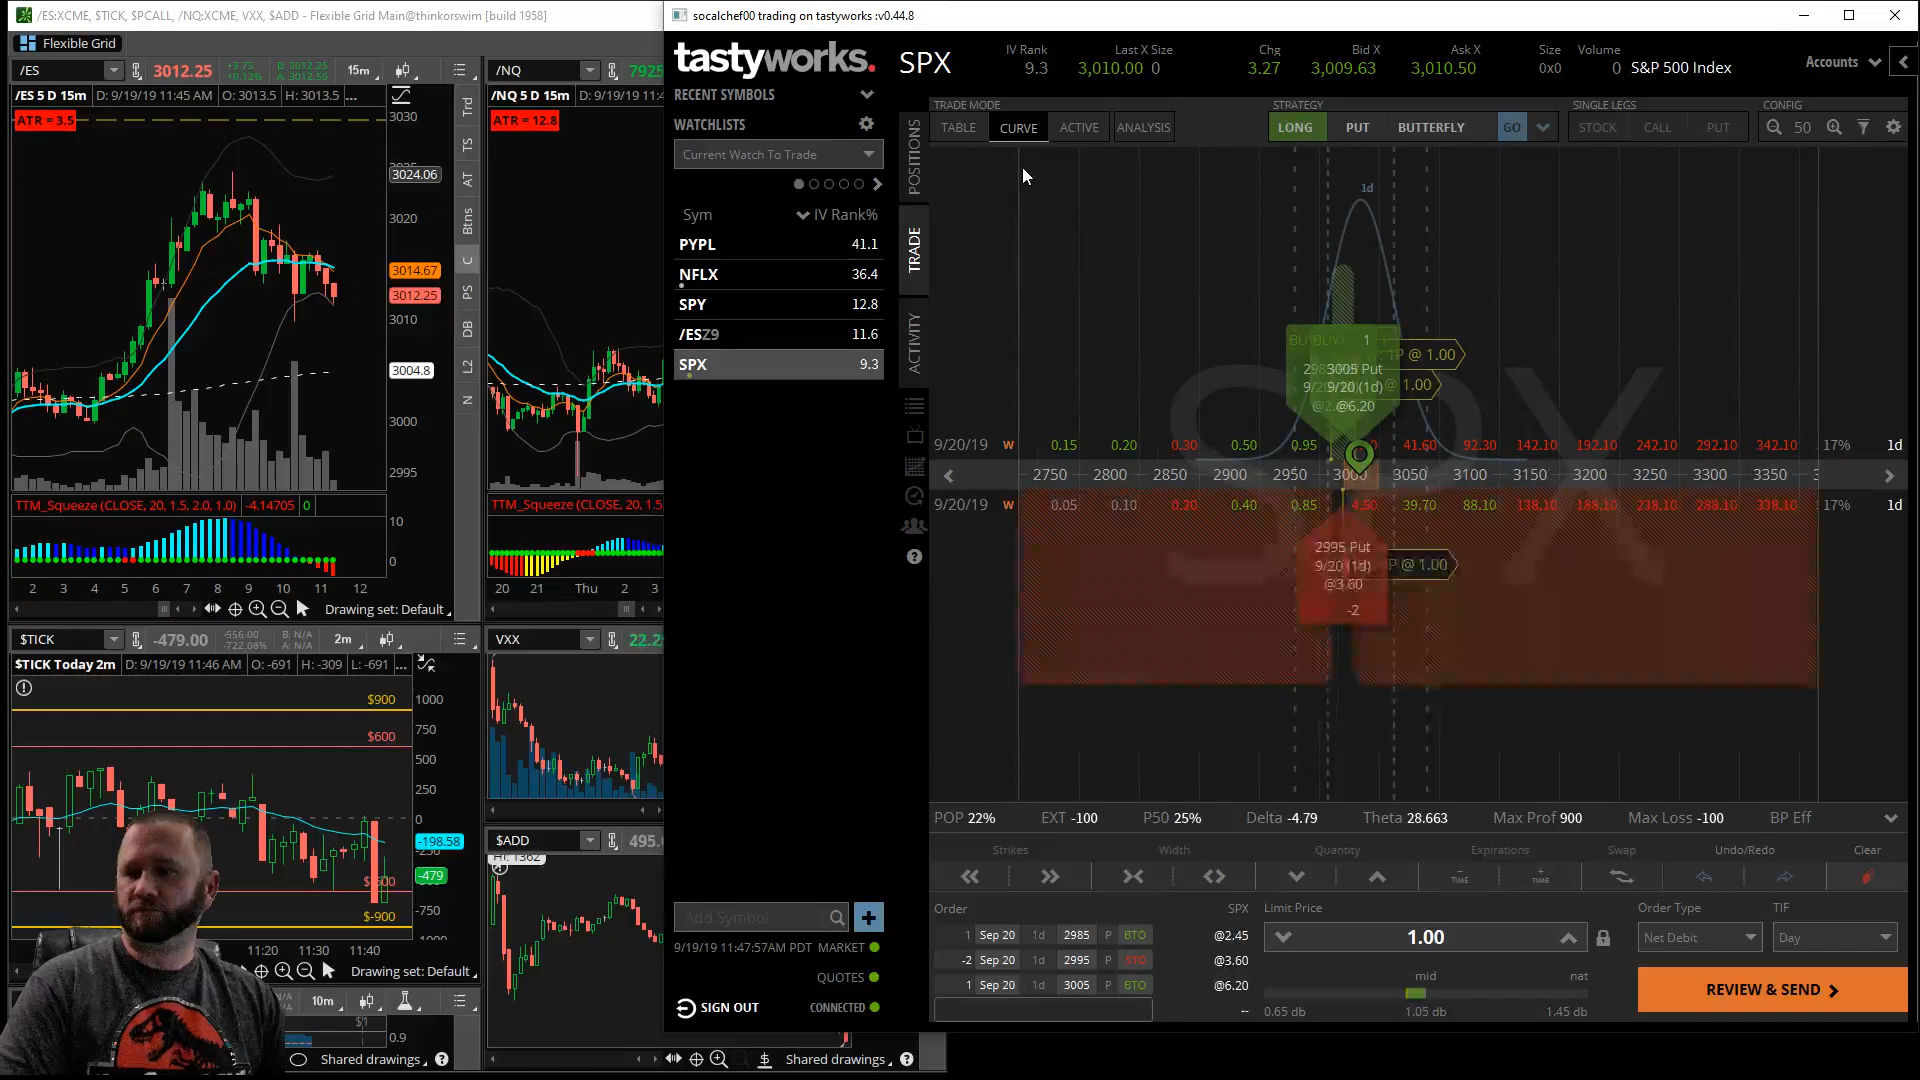 /ES:XCME, $TICK, $PCALL, /NQ:XCME, VXX, $ADD - Flexible Grid Main@thinkorswim [build 1958]
Flexible Grid
/ES 3012.25 +3.75 +0.12% B: 3012.25 A: 3012.50 15m
/ES 5 D 15m D: 9/19/19 11:45 AM O: 3013.5 H: 3013.5 ...
ATR = 3.5
3030
3024.06
3020
3014.67
3012.25
3010
3004.8
3000
2995
TTM_Squeeze (CLOSE, 20, 1.5, 2.0, 1.0) -4.14705 0
10
0
2 3 4 5 6 7 8 9 10 11 12
Drawing set: Default
Trd
TS
AT
Btns
C
PS
DB
L2
N
/NQ 7925
/NQ 5 D 15m D: 9/19/19 11:4
ATR = 12.8
TTM_Squeeze (CLOSE, 20, 1.5,
20 21 Thu 2 3
$TICK -479.00 -556.00 -722.08% B: N/A A: N/A 2m
$TICK Today 2m D: 9/19/19 11:46 AM O: -691 H: -309 L: -691 ...
$900
$600
$-900
1000
750
500
250
0
-198.58
-479
-750
11:20 11:30 11:40
Drawing set: Default
10m
$1
0.9
Shared drawings
VXX 22.2
$ADD 495.
Hi: 1362
Shared drawings
socalchef00 trading on tastyworks :v0.44.8
tastyworks.
RECENT SYMBOLS
WATCHLISTS
Current Watch To Trade
Sym IV Rank%
PYPL 41.1
NFLX 36.4
SPY 12.8
/ESZ9 11.6
SPX 9.3
Add Symbol
9/19/19 11:47:57AM PDT MARKET
QUOTES
SIGN OUT CONNECTED
POSITIONS
TRADE
ACTIVITY
SPX
IV Rank Last X Size Chg Bid X Ask X Size Volume
9.3 3,010.00 0 3.27 3,009.63 3,010.50 0x0 0 S&P 500 Index
Accounts
TRADE MODE STRATEGY SINGLE LEGS CONFIG
TABLE CURVE ACTIVE ANALYSIS LONG PUT BUTTERFLY GO STOCK CALL PUT 50
SPX
1d
1
1P @ 1.00
3005 Put
9/20 (1d)
@ 1.00
@6.20
9/20/19 W 0.15 0.20 0.30 0.50 0.95 41.60 92.30 142.10 192.10 242.10 292.10 342.10 17% 1d
2750 2800 2850 2900 2950 3000 3050 3100 3150 3200 3250 3300 3350
9/20/19 W 0.05 0.10 0.20 0.40 0.85 4.60 39.70 88.10 138.10 188.10 238.10 288.10 338.10 17% 1d
2995 Put
9/20 (1d)
@3.60
P @ 1.00
-2
POP 22% EXT -100 P50 25% Delta -4.79 Theta 28.663 Max Prof 900 Max Loss -100 BP Eff
Strikes Width Quantity Expirations Swap Undo/Redo Clear
TIME TIME
Order SPX Limit Price Order Type TIF
1 Sep 20 1d 2985 P BTO @2.45
-2 Sep 20 1d 2995 P STO @3.60
1 Sep 20 1d 3005 P BTO @6.20
--
1.00
Net Debit Day
mid nat
0.65 db 1.05 db 1.45 db
REVIEW & SEND